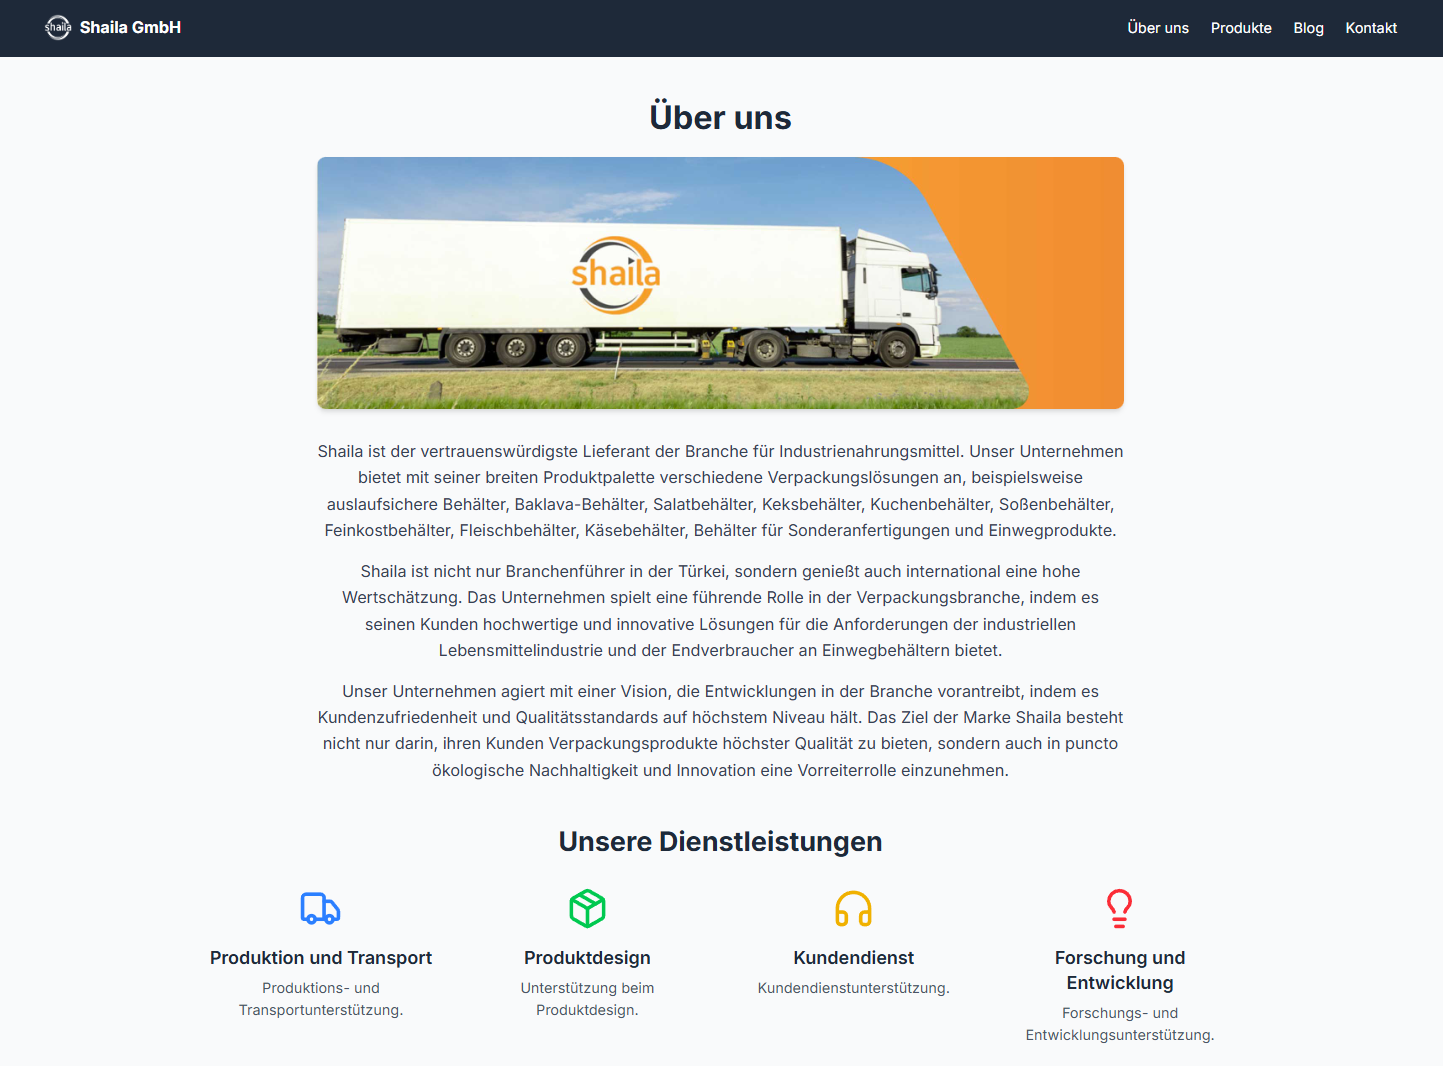 shaila Shaila GmbH
Über uns Produkte Blog Kontakt
Über uns
shaila
Shaila ist der vertrauenswürdigste Lieferant der Branche für Industrienahrungsmittel. Unser Unternehmen
bietet mit seiner breiten Produktpalette verschiedene Verpackungslösungen an, beispielsweise
auslaufsichere Behälter, Baklava-Behälter, Salatbehälter, Keksbehälter, Kuchenbehälter, Soßenbehälter,
Feinkostbehälter, Fleischbehälter, Käsebehälter, Behälter für Sonderanfertigungen und Einwegprodukte.
Shaila ist nicht nur Branchenführer in der Türkei, sondern genießt auch international eine hohe
Wertschätzung. Das Unternehmen spielt eine führende Rolle in der Verpackungsbranche, indem es
seinen Kunden hochwertige und innovative Lösungen für die Anforderungen der industriellen
Lebensmittelindustrie und der Endverbraucher an Einwegbehältern bietet.
Unser Unternehmen agiert mit einer Vision, die Entwicklungen in der Branche vorantreibt, indem es
Kundenzufriedenheit und Qualitätsstandards auf höchstem Niveau hält. Das Ziel der Marke Shaila besteht
nicht nur darin, ihren Kunden Verpackungsprodukte höchster Qualität zu bieten, sondern auch in puncto
ökologische Nachhaltigkeit und Innovation eine Vorreiterrolle einzunehmen.
Unsere Dienstleistungen
Produktion und Transport
Produktions- und
Transportunterstützung.
Produktdesign
Unterstützung beim
Produktdesign.
Kundendienst
Kundendienstunterstützung.
Forschung und
Entwicklung
Forschungs- und
Entwicklungsunterstützung.